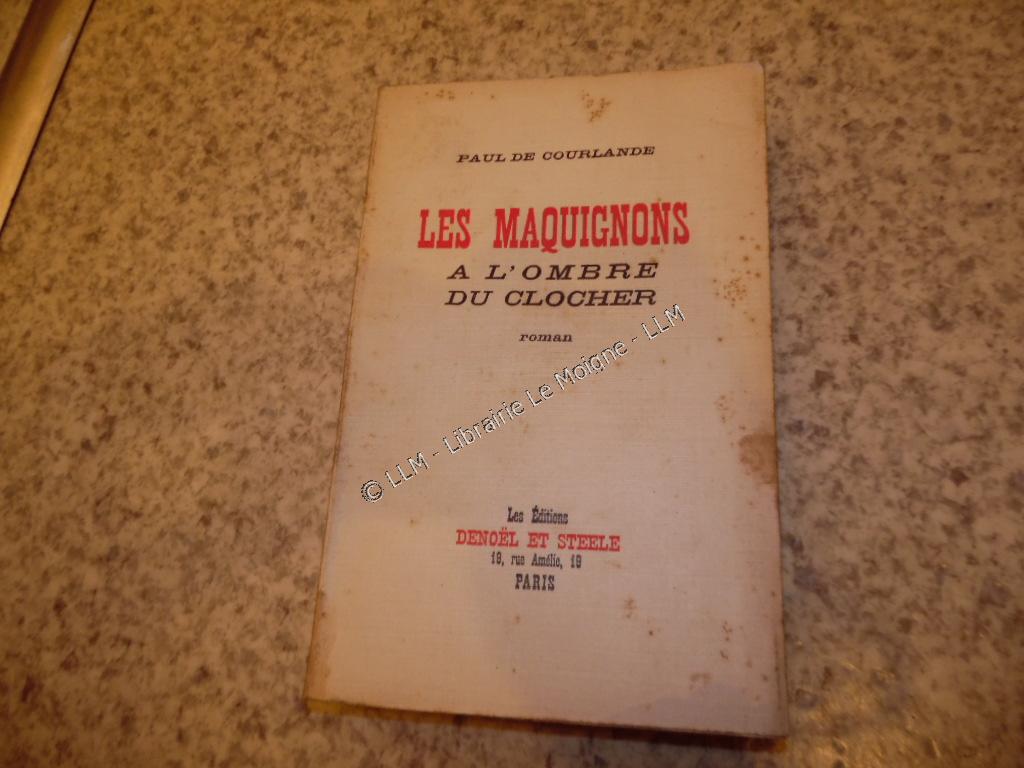 PAUL DE COURLANDE
LES MAQUIGNONS
A L'OMBRE
DU CLOCHER
roman
© LLM - Librairie Le Moigne - LLM
Les Éditions
DENOËL ET STEELE
19, rue Amélie, 19
PARIS